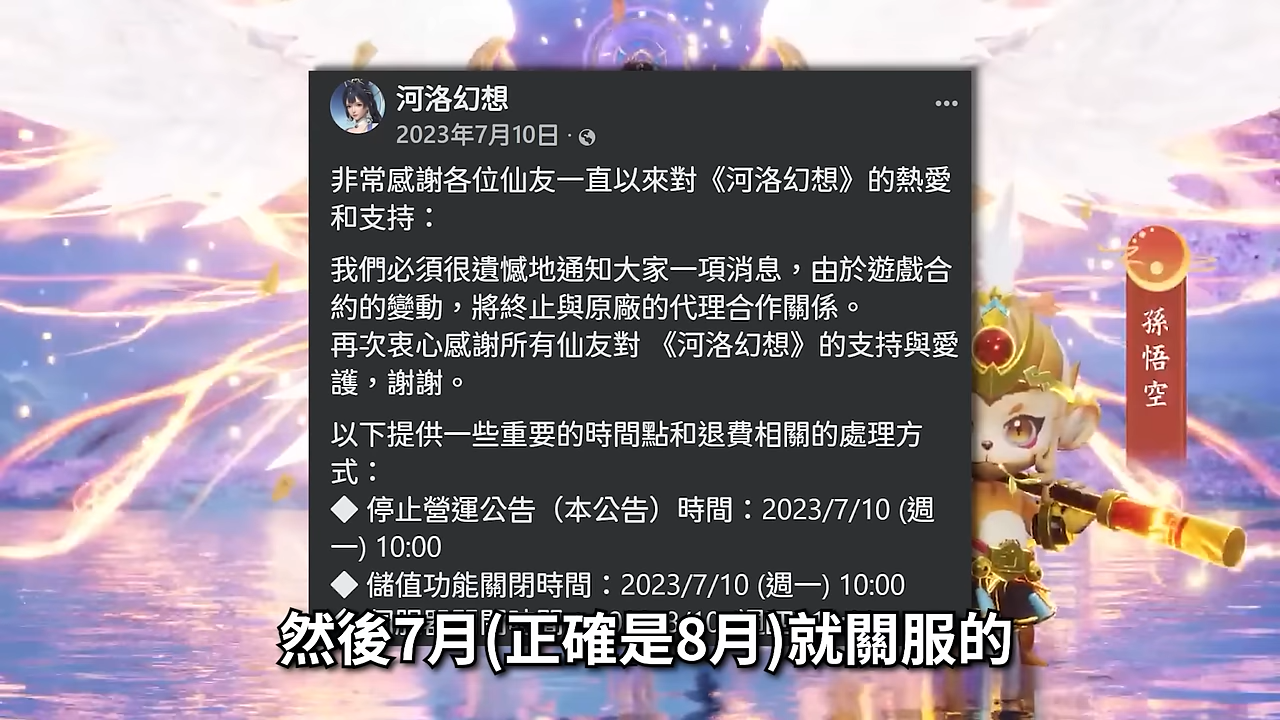 河洛幻想
2023年7月10日
非常感謝各位仙友一直以來對《河洛幻想》的熱愛
和支持：
我們必須很遺憾地通知大家一項消息，由於遊戲合
約的變動，將終止與原廠的代理合作關係。
再次衷心感謝所有仙友對 《河洛幻想》的支持與愛
護，謝謝。
以下提供一些重要的時間點和退費相關的處理方
式：
◆ 停止營運公告（本公告）時間：2023/7/10 (週
一) 10:00
◆ 儲值功能關閉時間：2023/7/10 (週一) 10:00
然後7月(正確是8月)就關服的
孫悟空